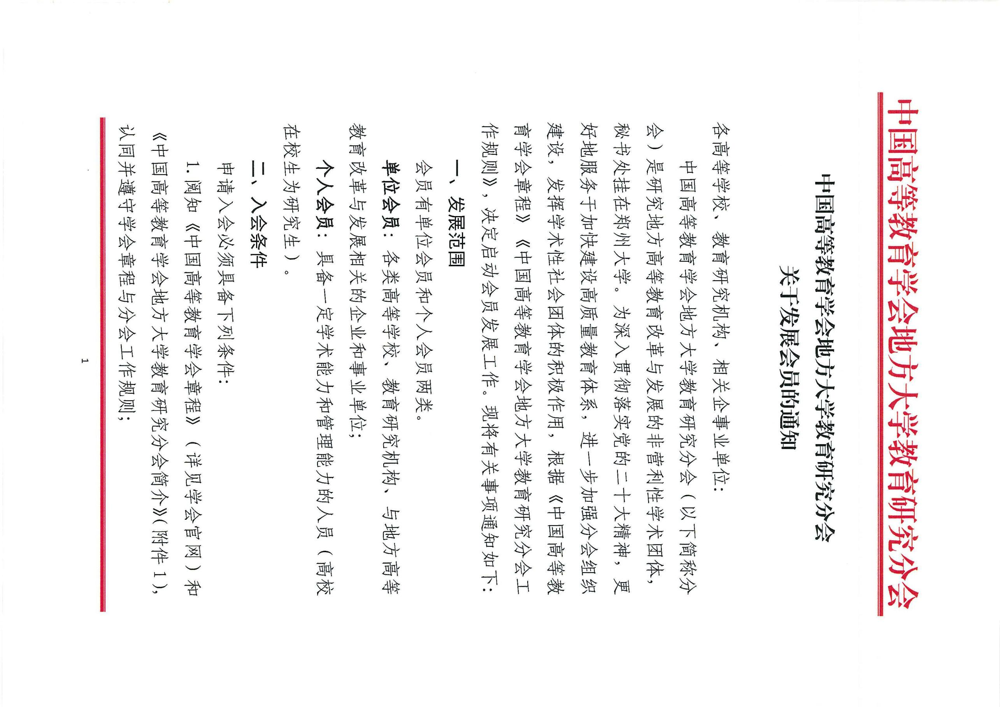 中国高等教育学会地方大学教育研究分会
中国高等教育学会地方大学教育研究分会
关于发展会员的通知
各高等学校、教育研究机构、相关企事业单位：
中国高等教育学会地方大学教育研究分会（以下简称分
会）是研究地方高等教育改革与发展的非营利性学术团体，
秘书处挂在郑州大学。为深入贯彻落实党的二十大精神，更
好地服务于加快建设高质量教育体系，进一步加强分会组织
建设，发挥学术性社会团体的积极作用，根据《中国高等教
育学会章程》《中国高等教育学会地方大学教育研究分会工
作规则》，决定启动会员发展工作。现将有关事项通知如下：
一、发展范围
会员有单位会员和个人会员两类。
单位会员：各类高等学校、教育研究机构、与地方高等
教育改革与发展相关的企业和事业单位；
个人会员：具备一定学术能力和管理能力的人员（高校
在校生为研究生）。
二、入会条件
申请入会必须具备下列条件：
1.阅知《中国高等教育学会章程》（详见学会官网）和
《中国高等教育学会地方大学教育研究分会简介》（附件1），
认同并遵守学会章程与分会工作规则；
1